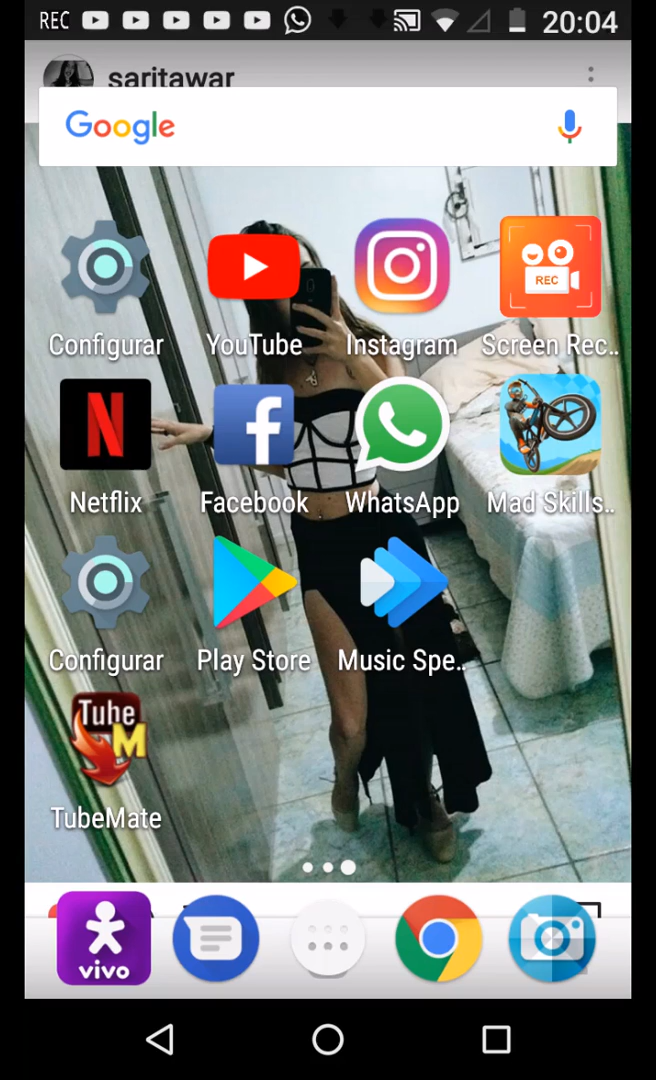 REC 20:04
saritawar
Google
REC
Configurar YouTube Instagram Screen Rec..
N f
Netflix Facebook WhatsApp Mad Skills..
Configurar Play Store Music Spe..
Tube
M
TubeMate
vivo